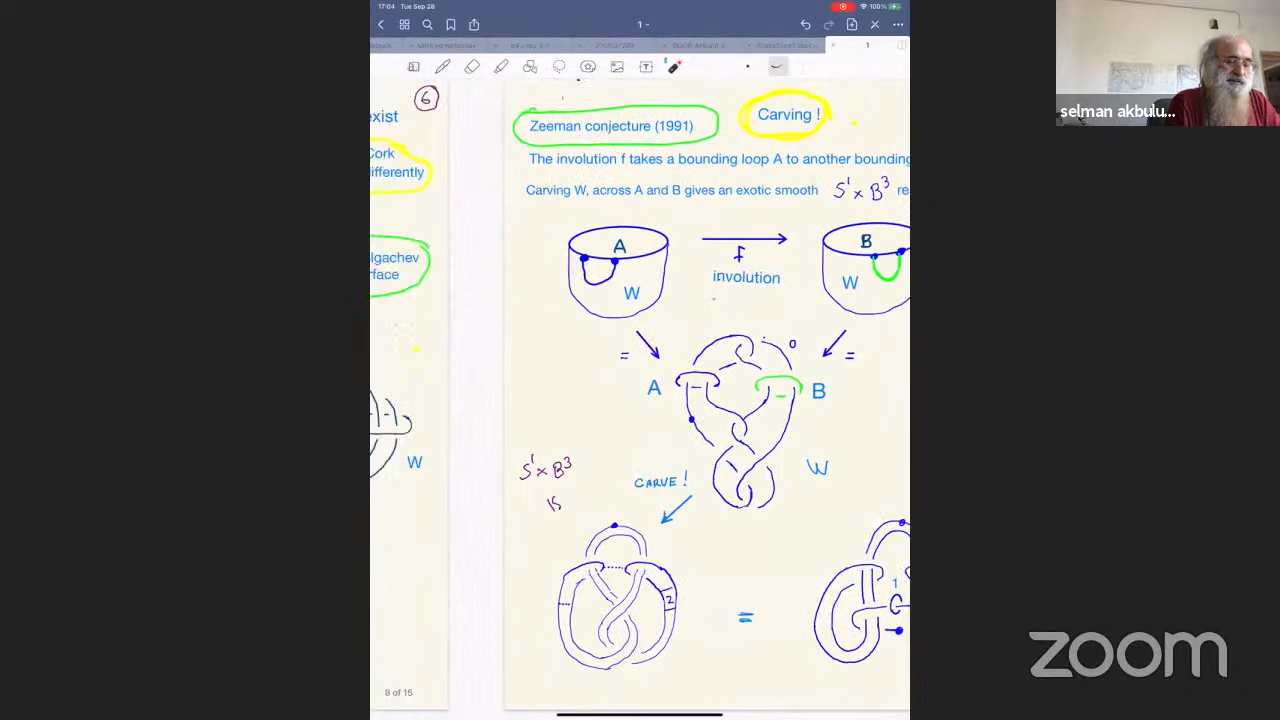 17:04 Tue Sep 28
100%
1
6
exist
Cork
ifferently
lgachev
rface
W
8 of 15
Zeeman conjecture (1991)
Carving !
The involution f takes a bounding loop A to another bounding
Carving W, across A and B gives an exotic smooth S¹ × B³ re
A
W
f
involution
B
W
=
=
0
A
B
W
S¹ × B³
CARVE !
2
=
1
selman akbulu...
zoom